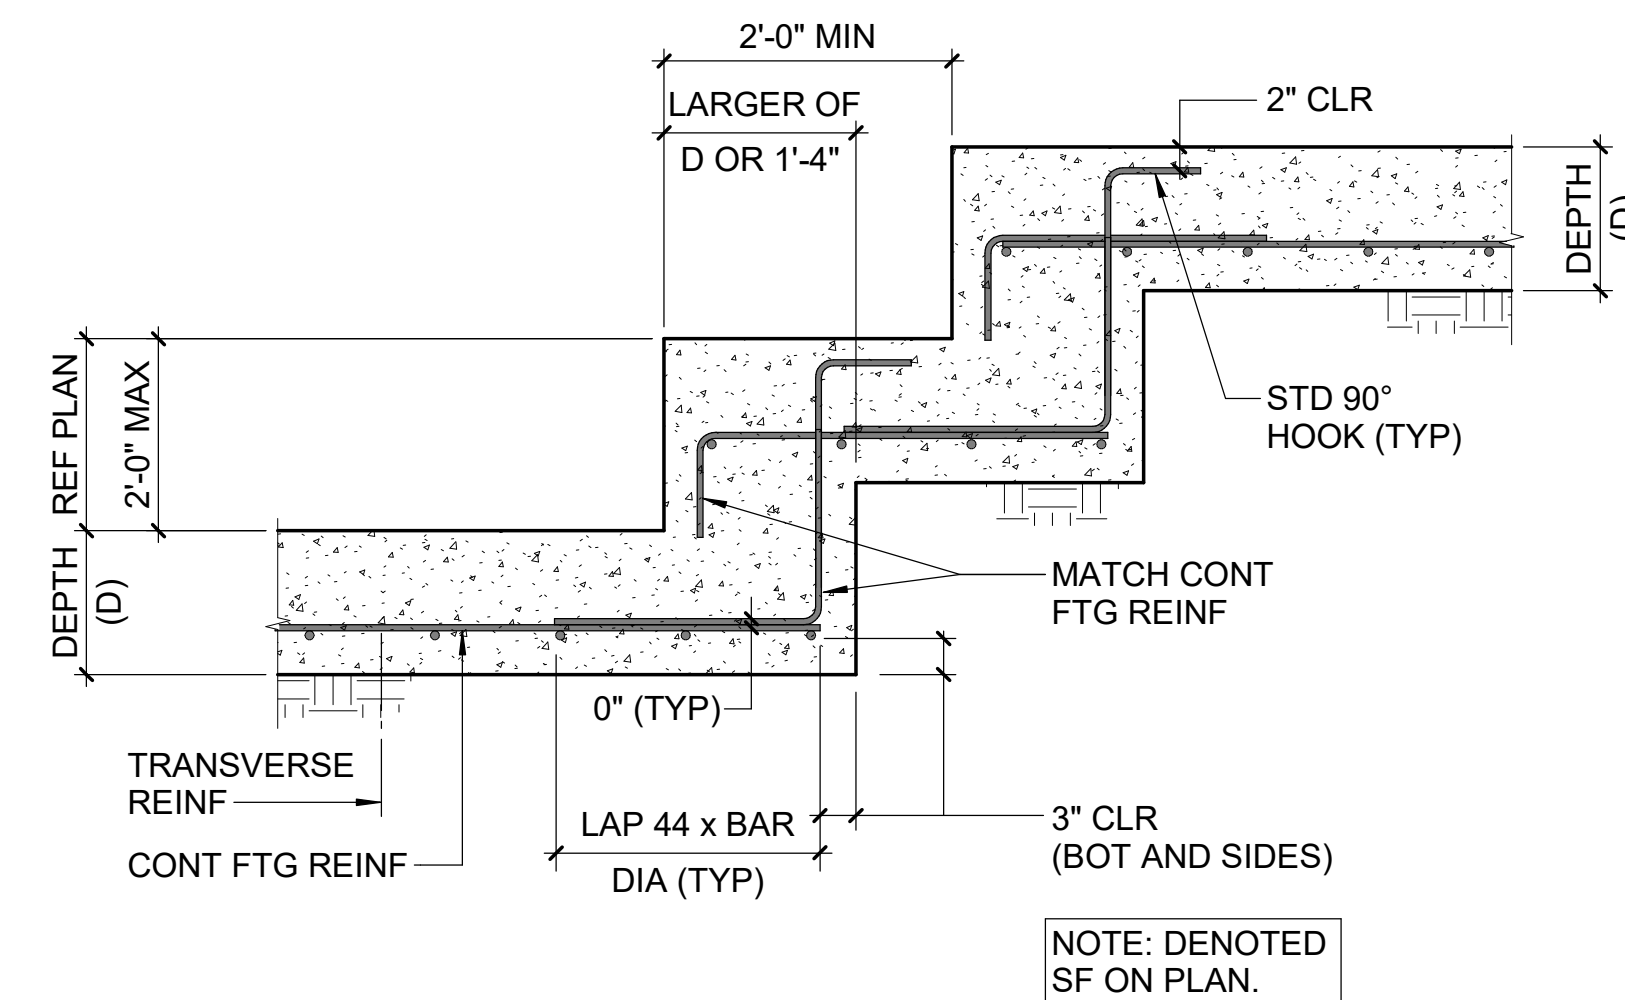 2'-0" MIN
LARGER OF
D OR 1'-4"
2" CLR
DEPTH
(D)
REF PLAN
2'-0" MAX
STD 90°
HOOK (TYP)
DEPTH
(D)
MATCH CONT
FTG REINF
0" (TYP)
TRANSVERSE
REINF
LAP 44 x BAR
DIA (TYP)
CONT FTG REINF
3" CLR
(BOT AND SIDES)
NOTE: DENOTED
SF ON PLAN.